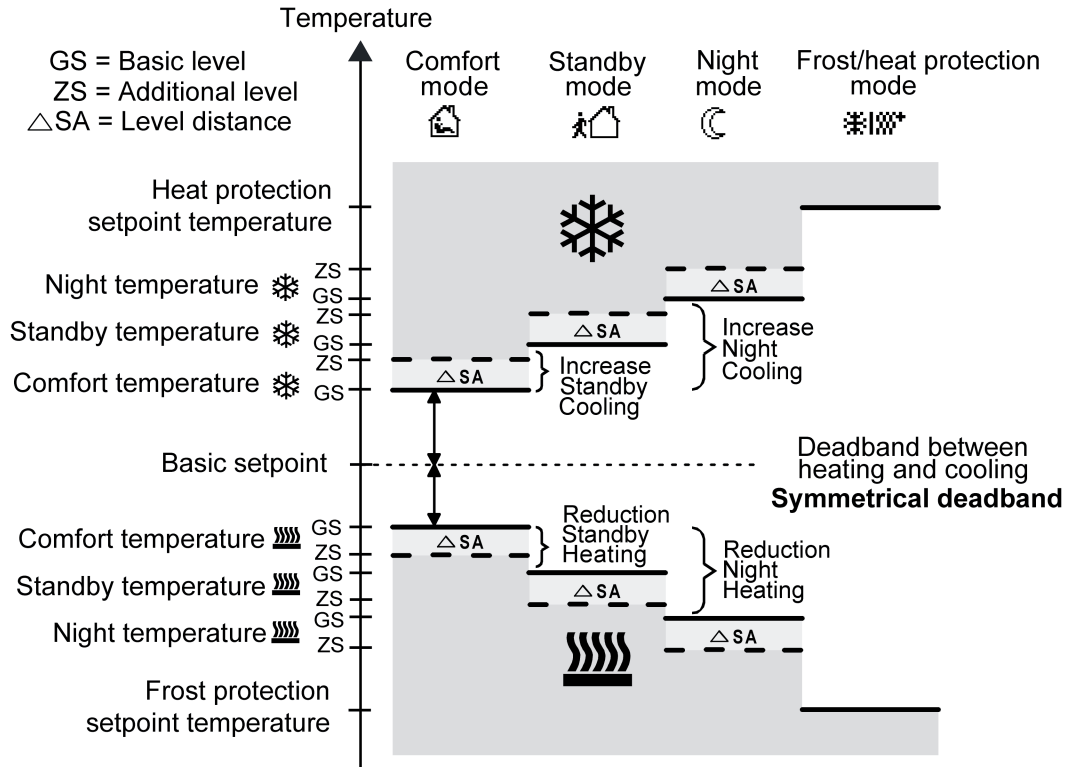 Temperature
GS = Basic level
ZS = Additional level
△SA = Level distance
Comfort
mode
Standby
mode
Night
mode
Frost/heat protection
mode
Heat protection
setpoint temperature
Night temperature
ZS
GS
Standby temperature
ZS
GS
Comfort temperature
ZS
GS
△SA
△SA
△SA
Increase
Standby
Cooling
Increase
Night
Cooling
Basic setpoint
Deadband between
heating and cooling
Symmetrical deadband
Comfort temperature
GS
ZS
Standby temperature
GS
ZS
Night temperature
GS
ZS
△SA
△SA
△SA
Reduction
Standby
Heating
Reduction
Night
Heating
Frost protection
setpoint temperature